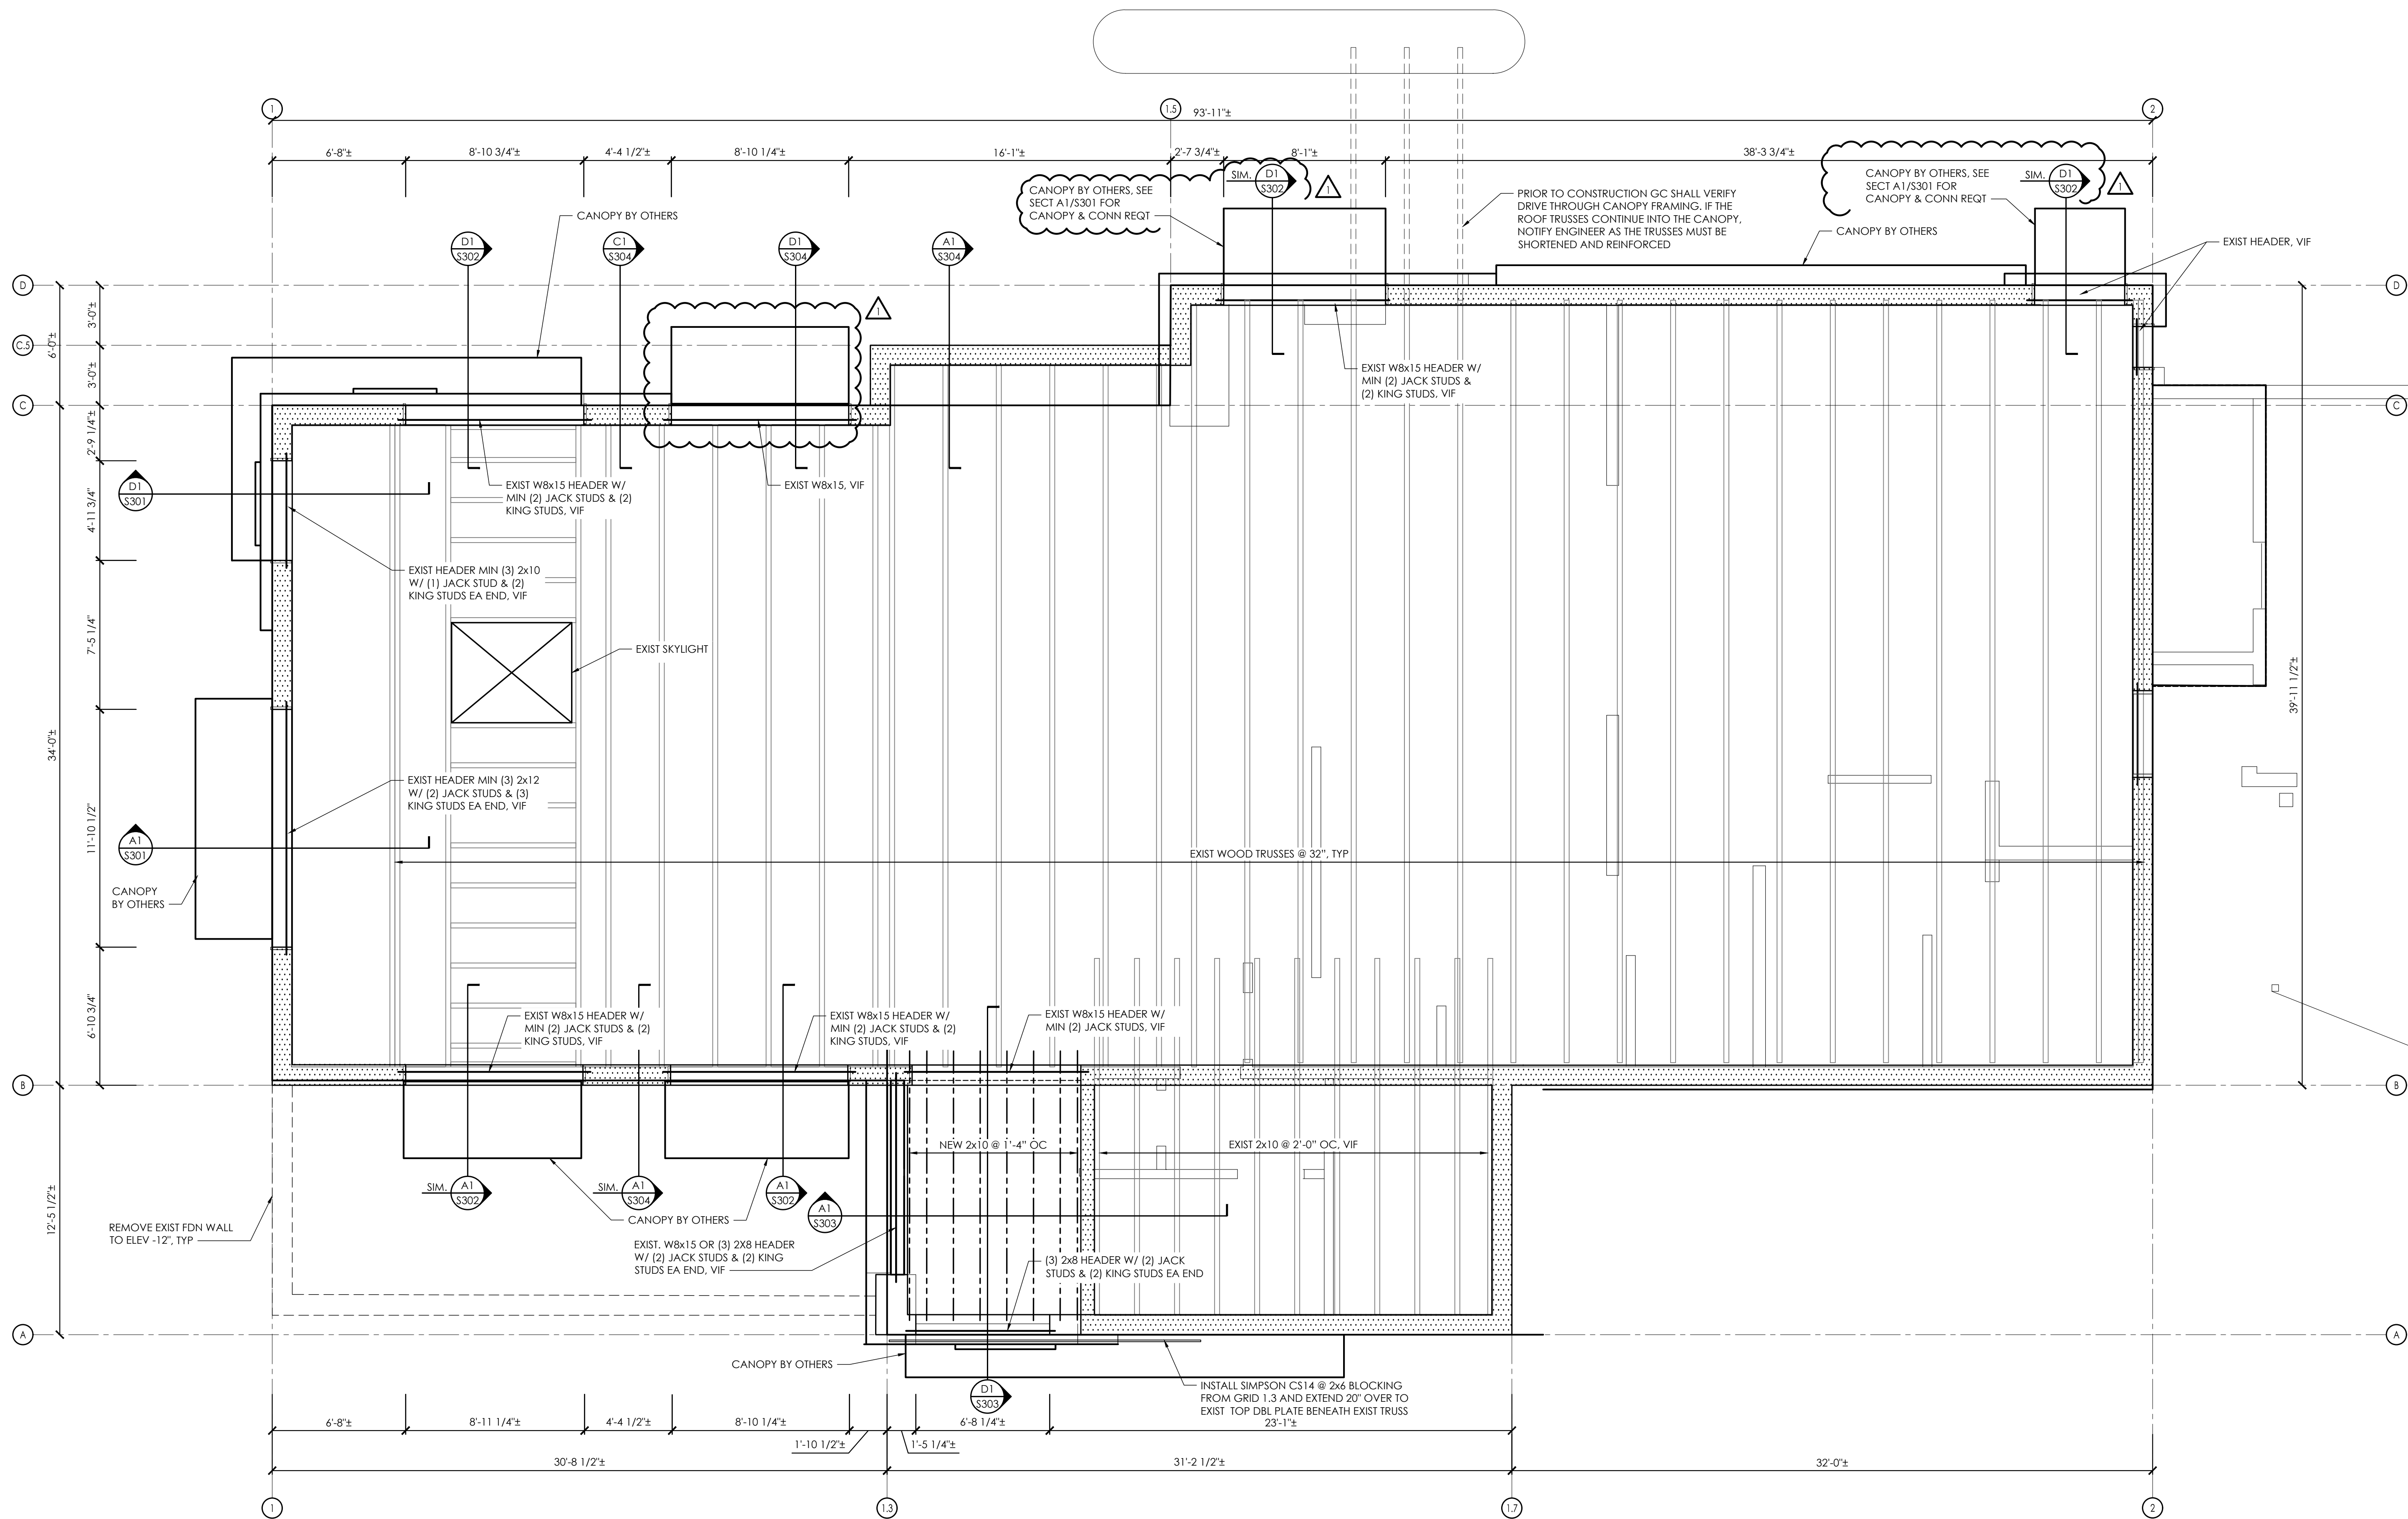 1
1.5
2
93'-11"±
6'-8"±
8'-10 3/4"±
4'-4 1/2"±
8'-10 1/4"±
16'-1"±
2'-7 3/4"±
8'-1"±
38'-3 3/4"±
CANOPY BY OTHERS, SEE
SECT A1/S301 FOR
CANOPY & CONN REQT
SIM.
D1
S302
1
PRIOR TO CONSTRUCTION GC SHALL VERIFY
DRIVE THROUGH CANOPY FRAMING. IF THE
ROOF TRUSSES CONTINUE INTO THE CANOPY,
NOTIFY ENGINEER AS THE TRUSSES MUST BE
SHORTENED AND REINFORCED
CANOPY BY OTHERS, SEE
SECT A1/S301 FOR
CANOPY & CONN REQT
SIM.
D1
S302
1
CANOPY BY OTHERS
CANOPY BY OTHERS
EXIST HEADER, VIF
D1
S302
C1
S304
D1
S304
A1
S304
D
D
C.5
C
C
1
3'-0"±
6'-0"±
3'-0"±
2'-9 1/4"±
4'-11 3/4"
7'-5 1/4"
11'-10 1/2"
6'-10 3/4"
34'-0"±
12'-5 1/2"±
39'-11 1/2"±
EXIST W8x15 HEADER W/
MIN (2) JACK STUDS &
(2) KING STUDS, VIF
D1
S301
EXIST W8x15 HEADER W/
MIN (2) JACK STUDS & (2)
KING STUDS, VIF
EXIST W8x15, VIF
EXIST HEADER MIN (3) 2x10
W/ (1) JACK STUD & (2)
KING STUDS EA END, VIF
EXIST SKYLIGHT
EXIST HEADER MIN (3) 2x12
W/ (2) JACK STUDS & (3)
KING STUDS EA END, VIF
A1
S301
EXIST WOOD TRUSSES @ 32", TYP
CANOPY
BY OTHERS
EXIST W8x15 HEADER W/
MIN (2) JACK STUDS & (2)
KING STUDS, VIF
EXIST W8x15 HEADER W/
MIN (2) JACK STUDS & (2)
KING STUDS, VIF
EXIST W8x15 HEADER W/
MIN (2) JACK STUDS, VIF
B
B
NEW 2x10 @ 1'-4" OC
EXIST 2x10 @ 2'-0" OC, VIF
SIM.
A1
S302
SIM.
A1
S304
A1
S302
A1
S303
CANOPY BY OTHERS
REMOVE EXIST FDN WALL
TO ELEV -12", TYP
EXIST. W8x15 OR (3) 2X8 HEADER
W/ (2) JACK STUDS & (2) KING
STUDS EA END, VIF
(3) 2x8 HEADER W/ (2) JACK
STUDS & (2) KING STUDS EA END
A
A
CANOPY BY OTHERS
D1
S303
INSTALL SIMPSON CS14 @ 2x6 BLOCKING
FROM GRID 1.3 AND EXTEND 20" OVER TO
EXIST TOP DBL PLATE BENEATH EXIST TRUSS
6'-8"±
8'-11 1/4"±
4'-4 1/2"±
8'-10 1/4"±
1'-10 1/2"±
1'-5 1/4"±
6'-8 1/4"±
23'-1"±
30'-8 1/2"±
31'-2 1/2"±
32'-0"±
1
1.3
1.7
2